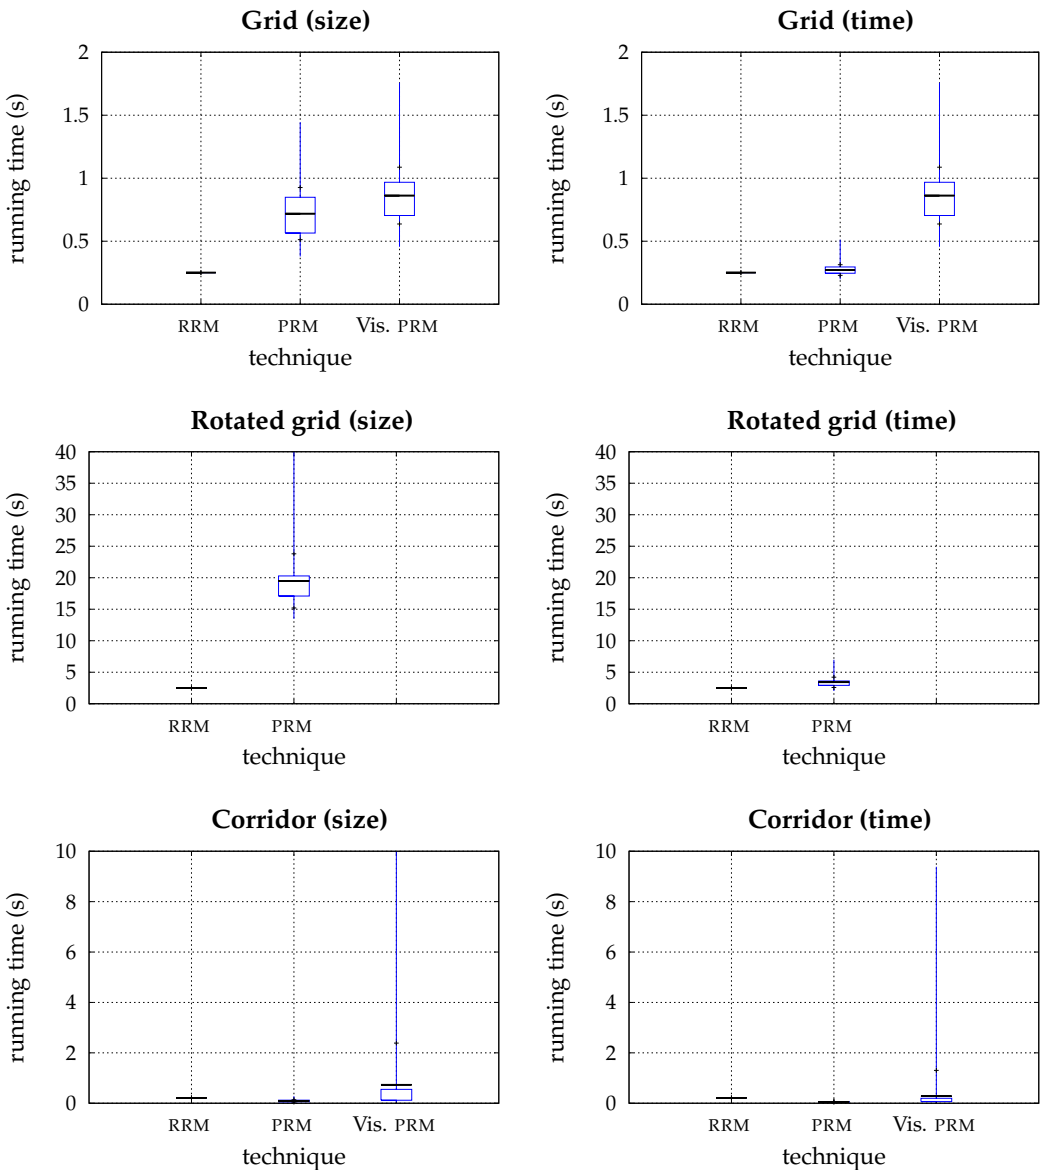 Grid (size)
running time (s)
2
1.5
1
0.5
0
RRM PRM Vis. PRM
technique
Grid (time)
running time (s)
2
1.5
1
0.5
0
RRM PRM Vis. PRM
technique
Rotated grid (size)
running time (s)
40
35
30
25
20
15
10
5
0
RRM PRM
technique
Rotated grid (time)
running time (s)
40
35
30
25
20
15
10
5
0
RRM PRM
technique
Corridor (size)
running time (s)
10
8
6
4
2
0
RRM PRM Vis. PRM
technique
Corridor (time)
running time (s)
10
8
6
4
2
0
RRM PRM Vis. PRM
technique